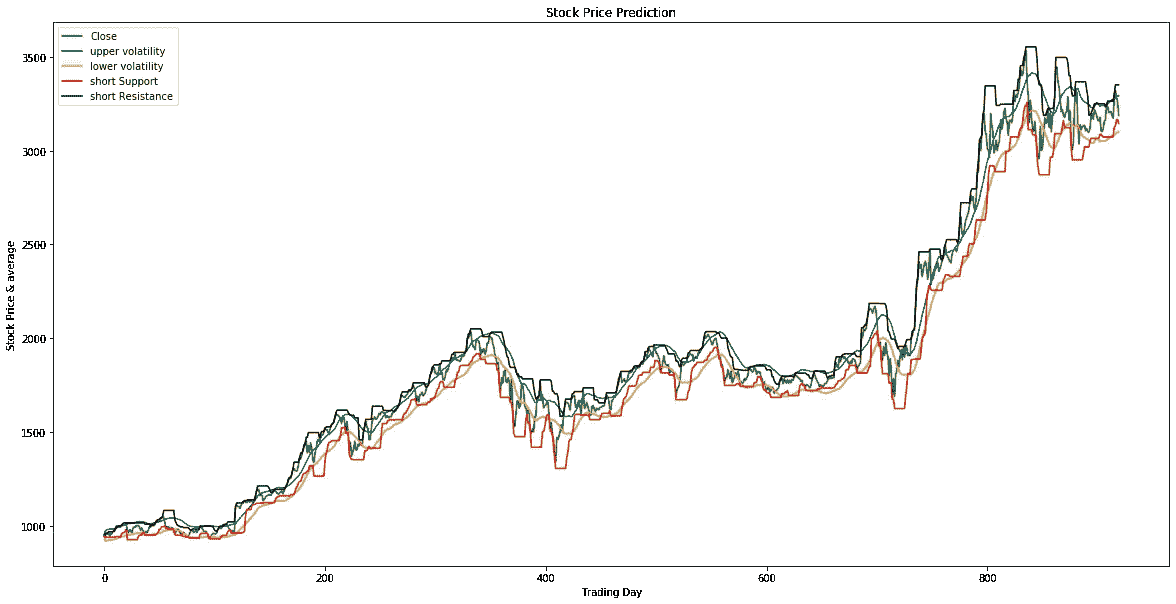 Stock Price Prediction
Close
upper volatility
lower volatility
short Support
short Resistance
3500
3000
2500
2000
1500
1000
Stock Price & average
0 200 400 600 800
Trading Day